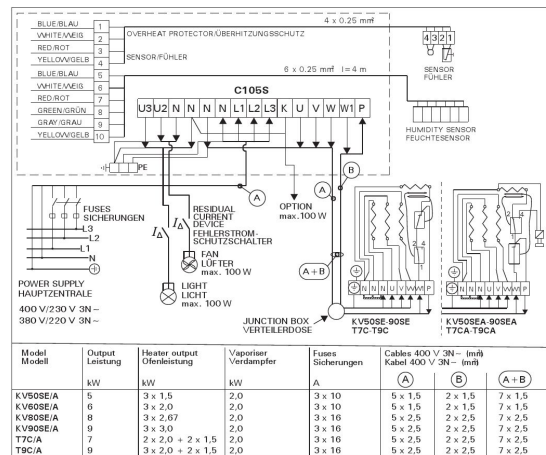 BLUE/BLAU 1
WHITE/WEIß 2
RED/ROT 3
YELLOW/GELB 4
BLUE/BLAU 5
WHITE/WEIß 6
RED/ROT 7
GREEN/GRÜN 8
GRAY/GRAU 9
YELLOW/GELB 10
OVERHEAT PROTECTOR/ÜBERHITZUNGSSCHUTZ
SENSOR/FÜHLER
4 x 0.25 mm²
6 x 0.25 mm² l=4 m
4 3 2 1
SENSOR
FÜHLER
HUMIDITY SENSOR
FEUCHTESENSOR
C105S
U3 U2 N N N N L1 L2 L3 K U V W W1 P
PE
A
B
A
FUSES
SICHERUNGEN
L3
L2
L1
N
POWER SUPPLY
HAUPTZENTRALE
400 V/230 V 3N~
380 V/220 V 3N~
I∆
I∆
RESIDUAL
CURRENT
DEVICE
FEHLERSTROM-
SCHUTZSCHALTER
FAN
LÜFTER
max. 100 W
LIGHT
LICHT
max. 100 W
OPTION
max. 100 W
A+B
JUNCTION BOX
VERTEILERDOSE
2 4
1
N N N U V W W1 P
KV50SE-90SE
T7C-T9C
2 4
1
N N N U V W W1 P
KV50SEA-90SEA
T7CA-T9CA
Model Output Heater output Vaporiser Fuses Cables 400 V 3N~ (mm²)
Modell Leistung Ofenleistung Verdampfer Sicherungen Kabel 400 V 3N~ (mm²)
kW kW kW A A B A+B
KV50SE/A 5 3 x 1,5 2,0 3 x 10 5 x 1,5 2 x 1,5 7 x 1,5
KV60SE/A 6 3 x 2,0 2,0 3 x 10 5 x 1,5 2 x 1,5 7 x 1,5
KV80SE/A 8 3 x 2,67 2,0 3 x 16 5 x 2,5 2 x 2,5 7 x 2,5
KV90SE/A 9 3 x 3,0 2,0 3 x 16 5 x 2,5 2 x 2,5 7 x 2,5
T7C/A 7 2 x 2,0 + 2 x 1,5 2,0 3 x 16 5 x 2,5 2 x 2,5 7 x 2,5
T9C/A 9 3 x 2,0 + 2 x 1,5 2,0 3 x 16 5 x 2,5 2 x 2,5 7 x 2,5